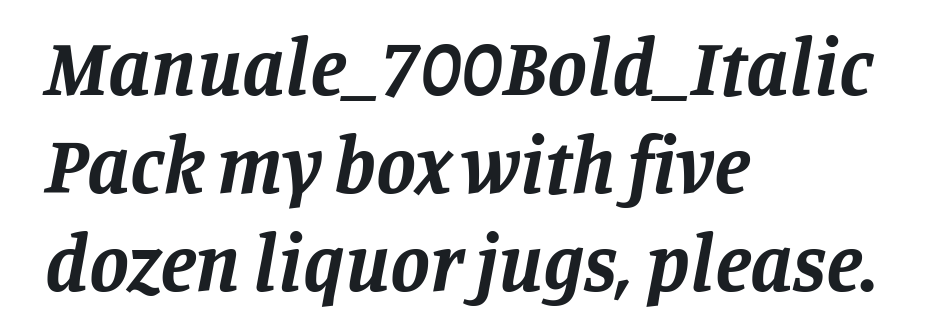 Manuale_700Bold_Italic
Pack my box with five
dozen liquor jugs, please.